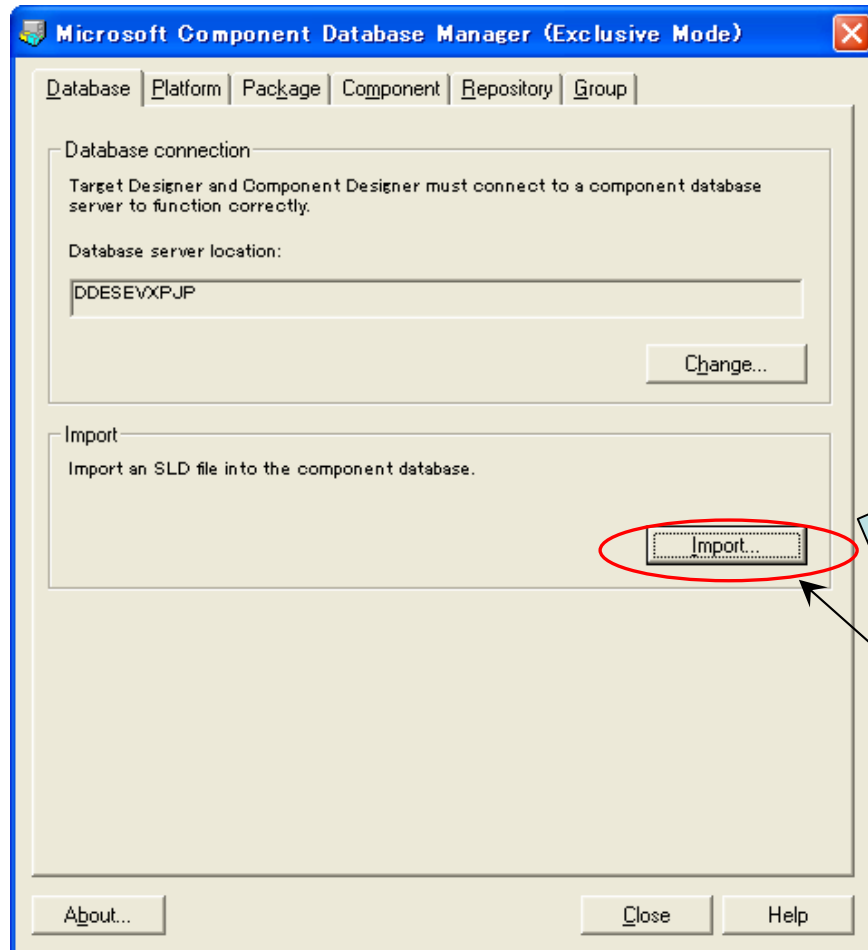 Microsoft Component Database Manager (Exclusive Mode)
Database Platform Package Component Repository Group
Database connection
Target Designer and Component Designer must connect to a component database
server to function correctly.
Database server location:
DDESEVXPJP
Change...
Import
Import an SLD file into the component database.
Import...
About... Close Help